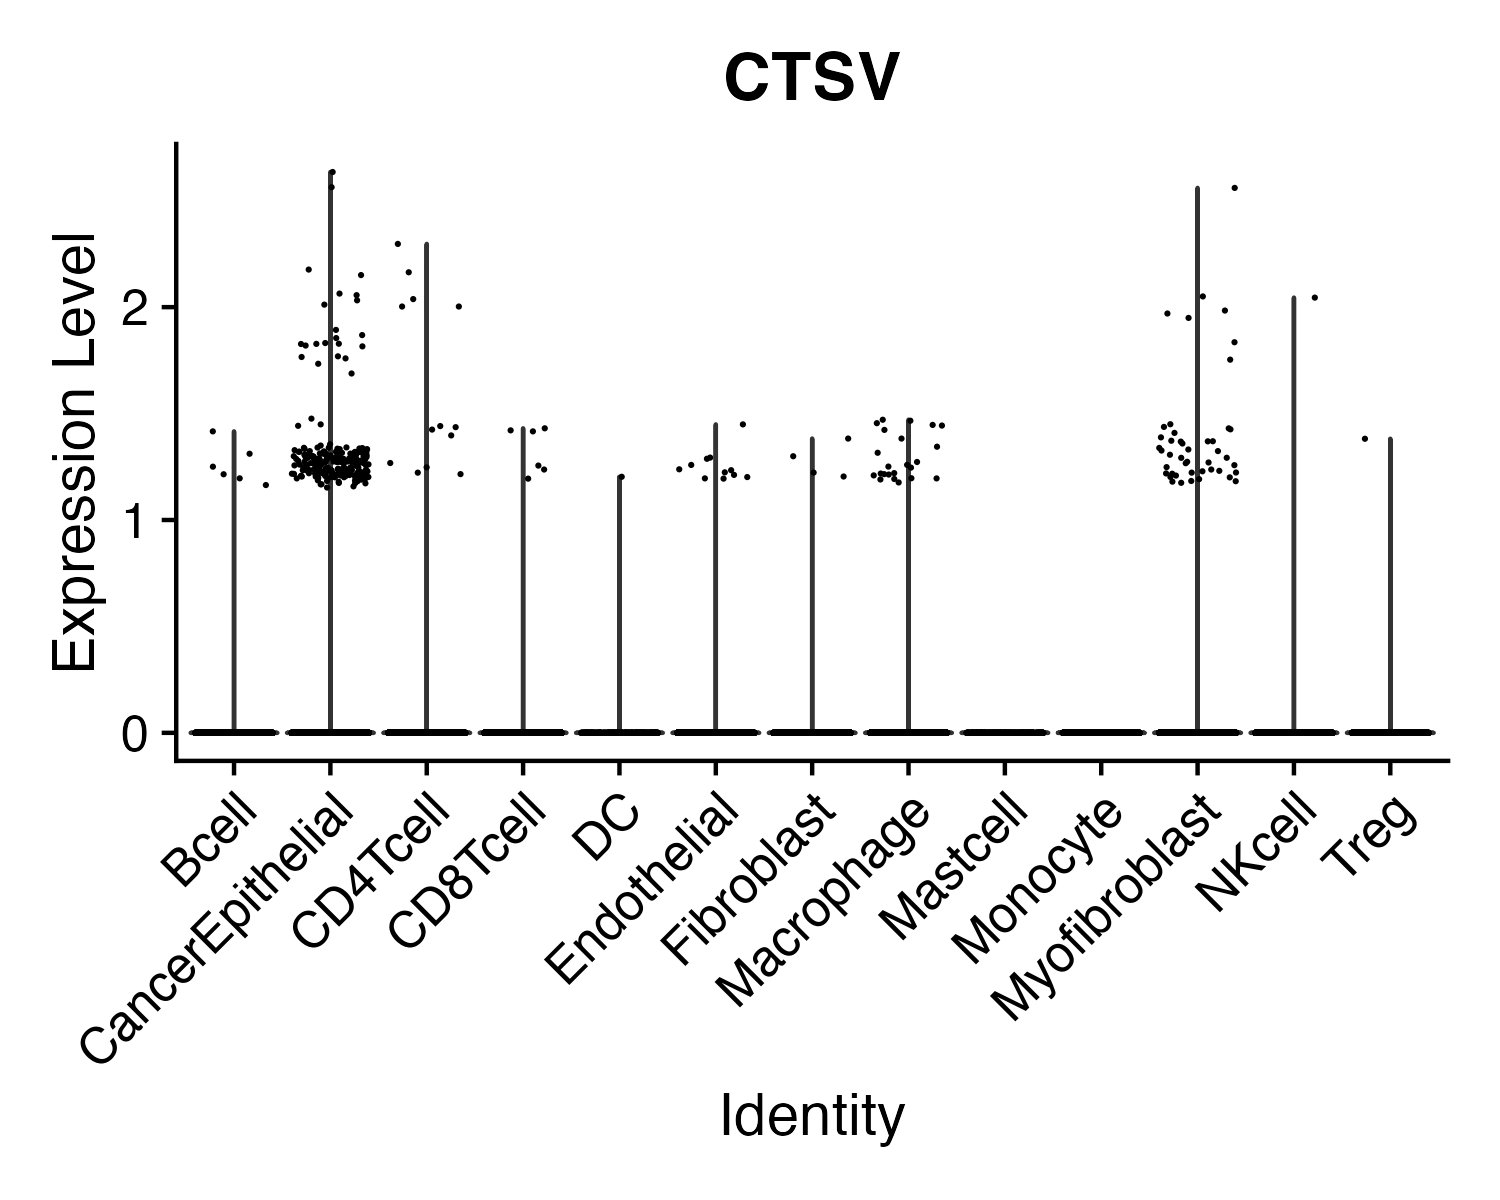 CTSV
Expression Level
2
1
0
Bcell
CancerEpithelial
CD4Tcell
CD8Tcell
DC
Endothelial
Fibroblast
Macrophage
Mastcell
Monocyte
Myofibroblast
NKcell
Treg
Identity